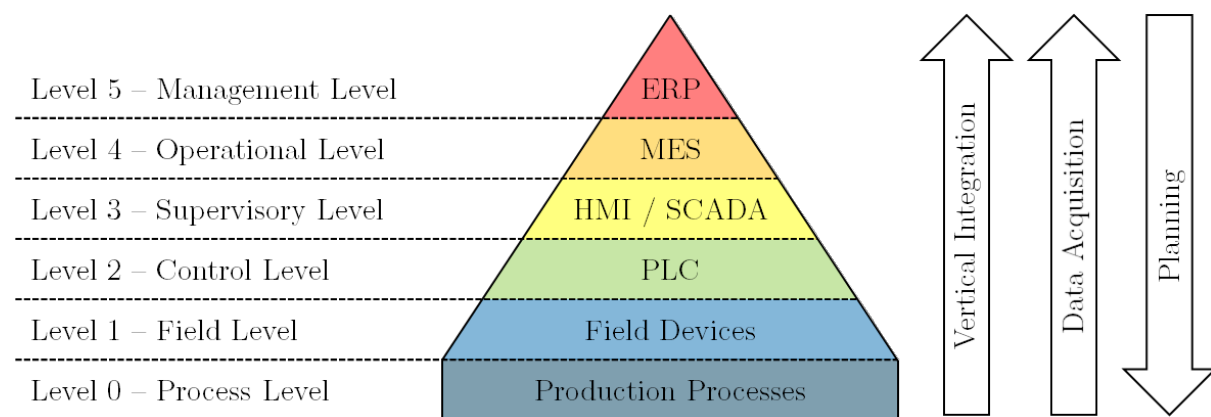 Level 5 – Management Level
ERP
Level 4 – Operational Level
MES
Level 3 – Supervisory Level
HMI / SCADA
Level 2 – Control Level
PLC
Level 1 – Field Level
Field Devices
Level 0 – Process Level
Production Processes
Vertical Integration
Data Acquisition
Planning